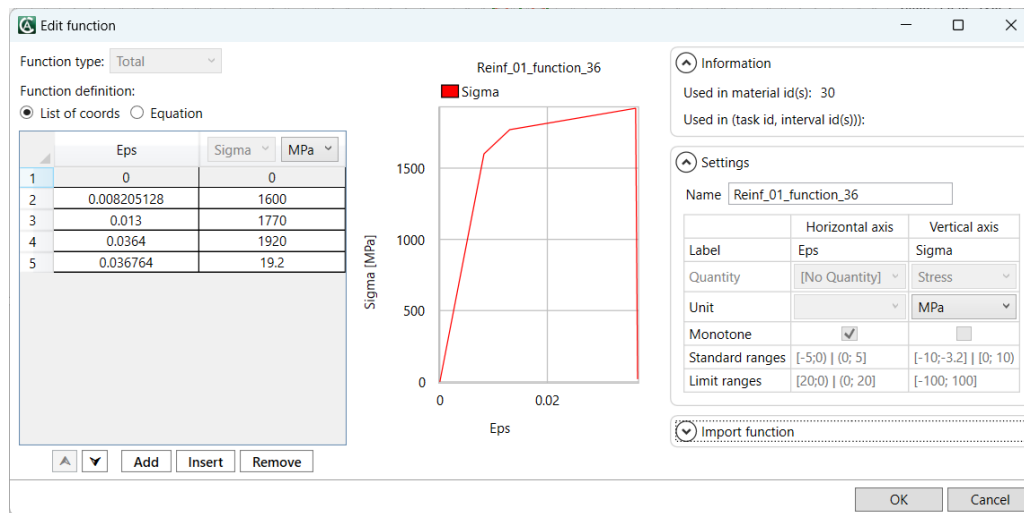 Edit function
Function type: Total
Function definition:
List of coords Equation
Eps Sigma MPa
1 0 0
2 0.008205128 1600
3 0.013 1770
4 0.0364 1920
5 0.036764 19.2
Add Insert Remove
Reinf_01_function_36
Sigma
1500
1000
500
0
Sigma [MPa]
0 0.02
Eps
Information
Used in material id(s): 30
Used in (task id, interval id(s))):
Settings
Name Reinf_01_function_36
Horizontal axis Vertical axis
Label Eps Sigma
Quantity [No Quantity] Stress
Unit MPa
Monotone
Standard ranges [-5;0) | (0; 5] [-10;-3.2] | [0; 10)
Limit ranges [20;0) | (0; 20] [-100; 100]
Import function
OK Cancel